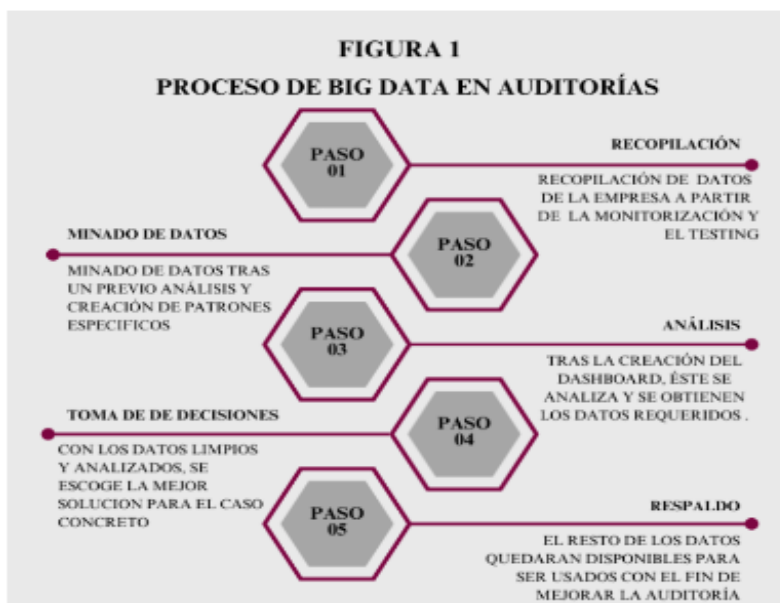 FIGURA 1
PROCESO DE BIG DATA EN AUDITORÍAS
PASO
01
RECOPILACIÓN
RECOPILACIÓN DE DATOS
DE LA EMPRESA A PARTIR
DE LA MONITORIZACIÓN Y
EL TESTING
PASO
02
MINADO DE DATOS
MINADO DE DATOS TRAS
UN PREVIO ANÁLISIS Y
CREACIÓN DE PATRONES
ESPECIFICOS
PASO
03
ANÁLISIS
TRAS LA CREACIÓN DEL
DASHBOARD, ÉSTE SE
ANALIZA Y SE OBTIENEN
LOS DATOS REQUERIDOS .
PASO
04
TOMA DE DE DECISIONES
CON LOS DATOS LIMPIOS
Y ANALIZADOS, SE
ESCOGE LA MEJOR
SOLUCION PARA EL CASO
CONCRETO
PASO
05
RESPALDO
EL RESTO DE LOS DATOS
QUEDARAN DISPONIBLES PARA
SER USADOS CON EL FIN DE
MEJORAR LA AUDITORÍA